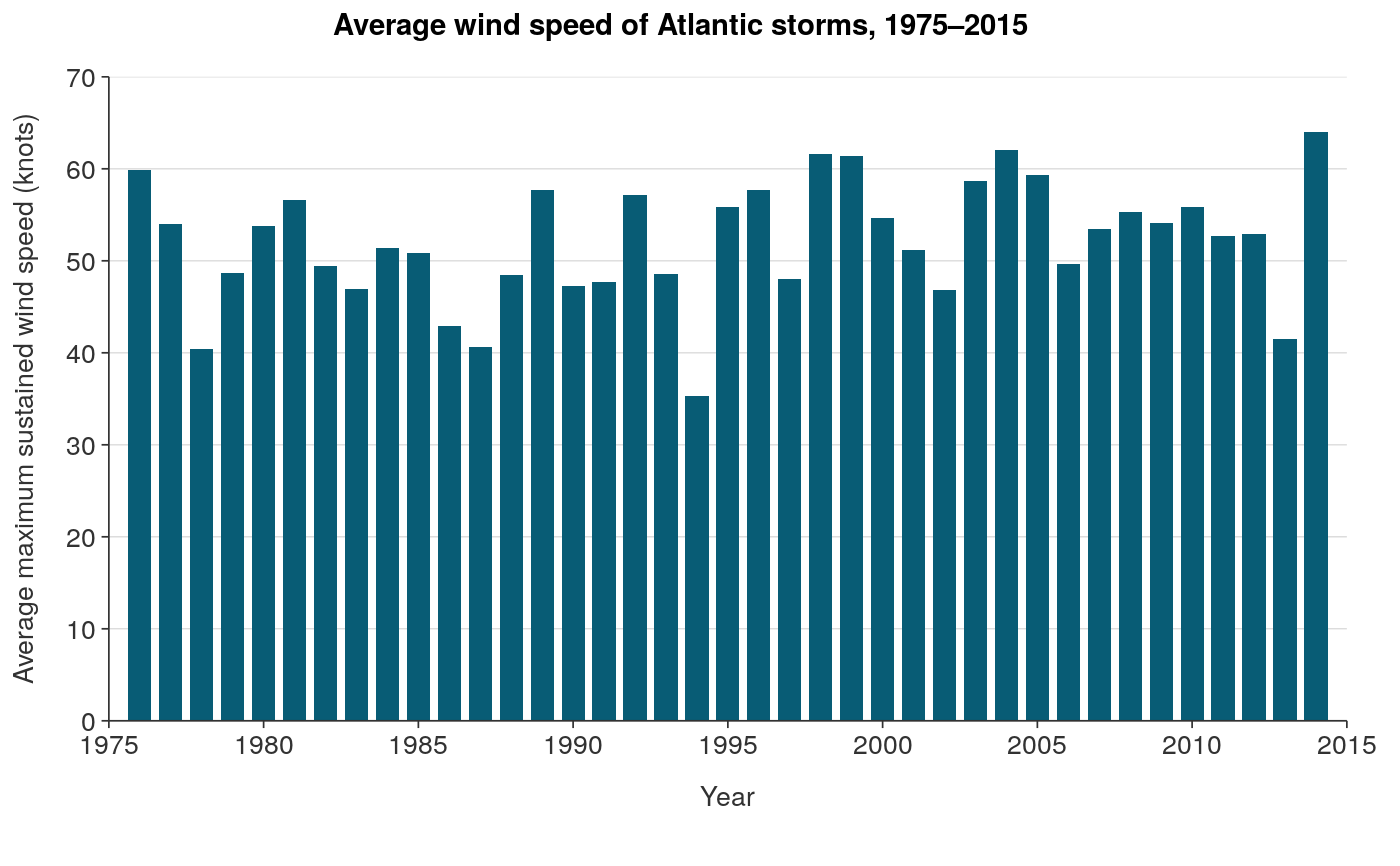 Average wind speed of Atlantic storms, 1975–2015
Average maximum sustained wind speed (knots)
70
60
50
40
30
20
10
0
1975 1980 1985 1990 1995 2000 2005 2010 2015
Year